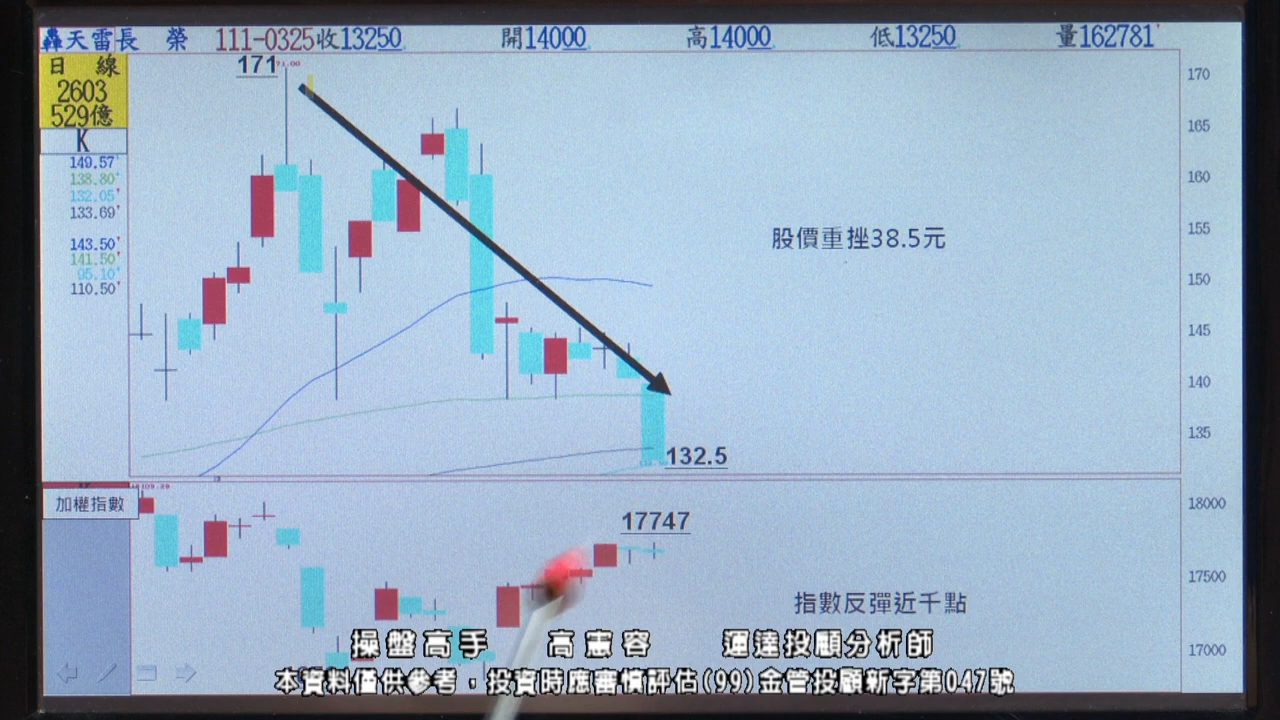 轟天雷長 榮 111-0325收13250 開14000 高14000 低13250 量162781
日 線
2603
529億
K
149.57
138.80
132.05
133.69
143.50
141.50
95.10
110.50
171
170
165
160
155
150
145
140
135
股價重挫38.5元
132.5
加權指數
17747
18000
17500
17000
指數反彈近千點
操盤高手 高憲容 運達投顧分析師
本資料僅供參考，投資時應審慎評估(99)金管投顧新字第047號